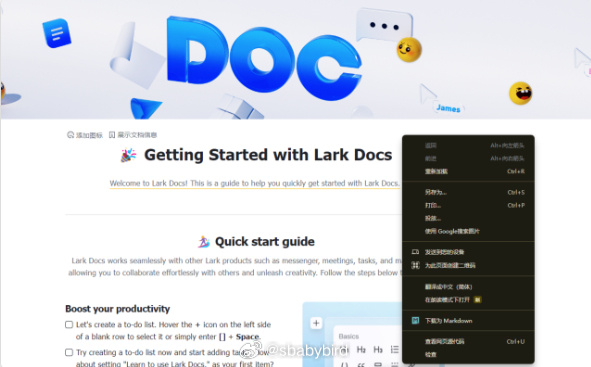 DOC
James
添加图标 展示文档信息
🎉 Getting Started with Lark Docs
Welcome to Lark Docs! This is a guide to help you quickly get started with Lark Docs.
🏂 Quick start guide
Lark Docs works seamlessly with other Lark products such as messenger, meetings, tasks, and
allowing you to collaborate effortlessly with others and unleash creativity. Follow the steps below
Boost your productivity
Let's create a to-do list. Hover the + icon on the left side
of a blank row to select it or simply enter [] + Space.
Try creating a to-do list now and start adding
about setting "Learn to use Lark Docs," as your first item?
Basics
H₁ H₂ H₃
返回 Alt+向左箭头
前进 Alt+向右箭头
重新加载 Ctrl+R
另存为... Ctrl+S
打印... Ctrl+P
投放...
使用 Google搜索图片
发送到您的设备
为此页面创建二维码
翻译成中文（简体）
在阅读模式下打开
下载为 Markdown
查看网页源代码 Ctrl+U
检查
@sbabybird